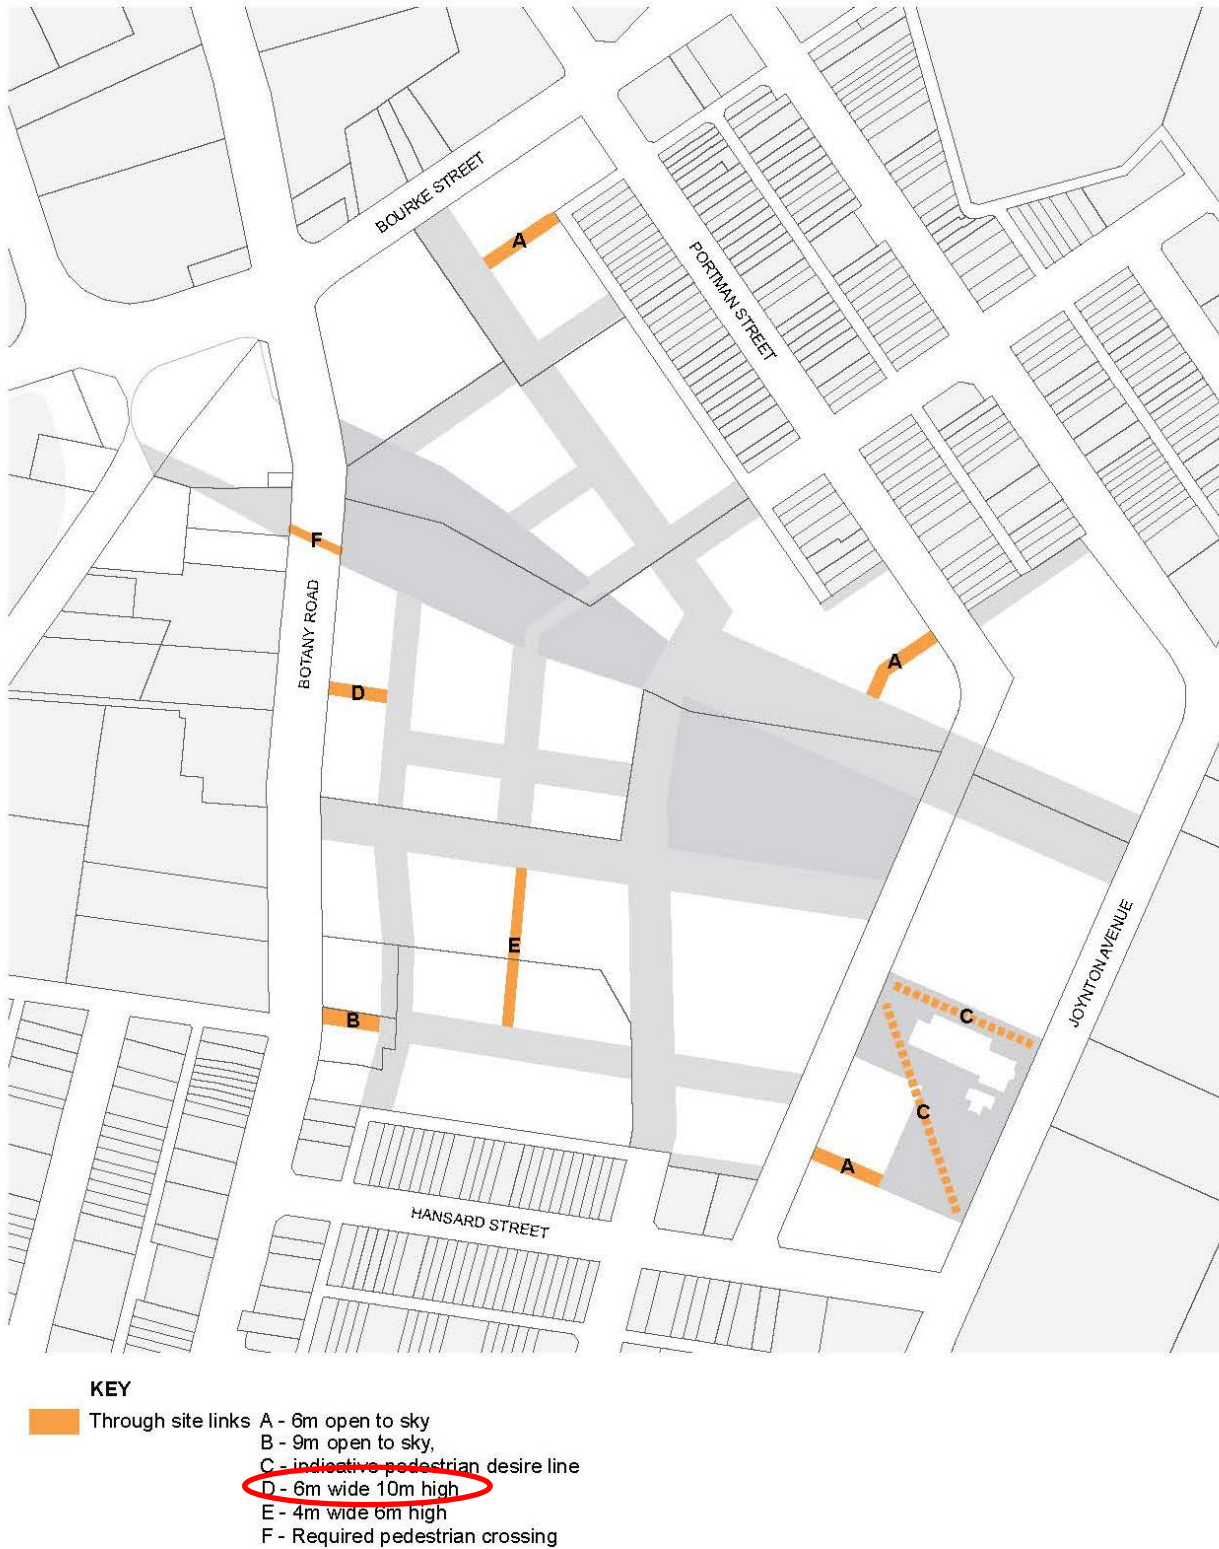 BOURKE STREET
A
PORTMAN STREET
F
BOTANY ROAD
A
D
E
JOYNTON AVENUE
B
C
C
A
HANSARD STREET
KEY
Through site links A - 6m open to sky
B - 9m open to sky,
C - indicative pedestrian desire line
D - 6m wide 10m high
E - 4m wide 6m high
F - Required pedestrian crossing